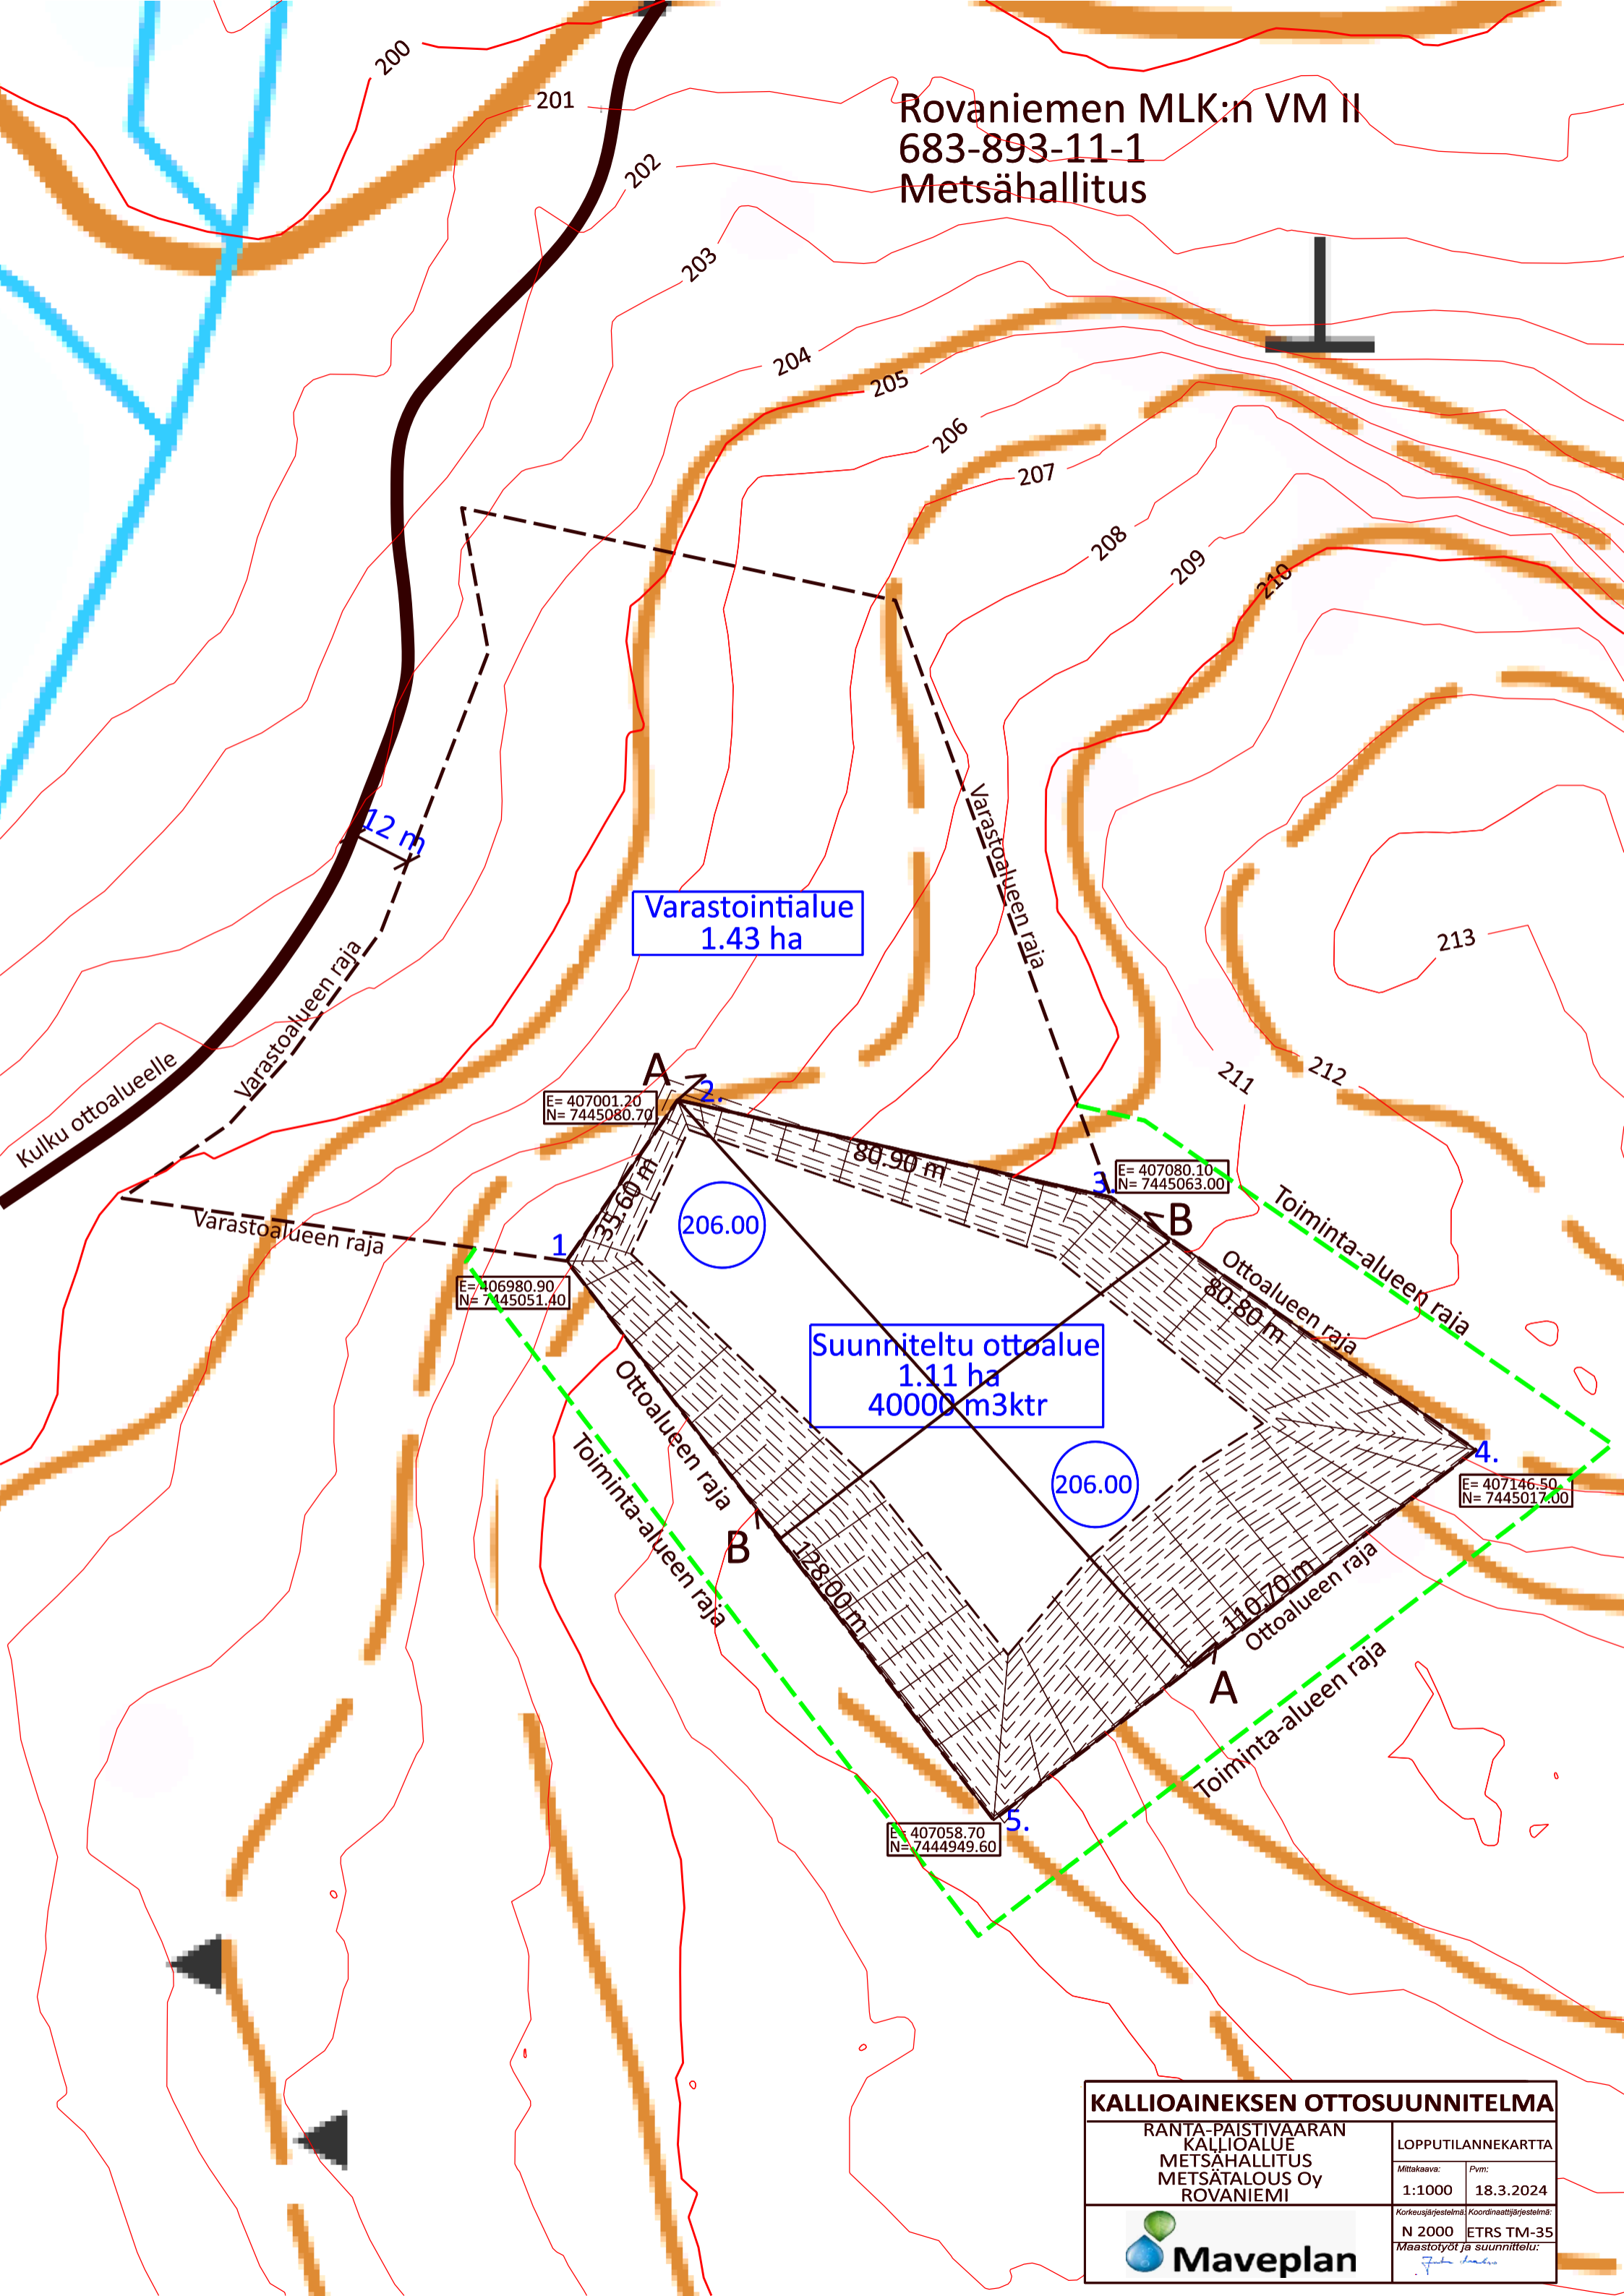 200
201
202
203
204
205
206
207
208
209
210
211
212
213
Rovaniemen MLK:n VM II
683-893-11-1
Metsähallitus
12 m
Varastointialue
1.43 ha
Varastoalueen raja
Varastoalueen raja
Varastoalueen raja
Kulku ottoalueelle
A
2.
E= 407001.20
N= 7445080.70
80.90 m
35.60 m
206.00
1
E= 406980.90
N= 7445051.40
3.
E= 407080.10
N= 7445063.00
B
Toiminta-alueen raja
Ottoalueen raja
80.80 m
Suunniteltu ottoalue
1.11 ha
40000 m3ktr
206.00
4.
E= 407146.50
N= 7445017.00
Ottoalueen raja
Toiminta-alueen raja
B
128.00 m
110.70 m
Ottoalueen raja
A
Toiminta-alueen raja
5.
E= 407058.70
N= 7444949.60
KALLIOAINEKSEN OTTOSUUNNITELMA
RANTA-PAISTIVAARAN
KALLIOALUE
METSÄHALLITUS
METSÄTALOUS Oy
ROVANIEMI
LOPPUTILANNEKARTTA
Mittakaava:
Pvm:
1:1000
18.3.2024
Korkeusjärjestelmä:
Koordinaattijärjestelmä:
N 2000
ETRS TM-35
Maastotyöt ja suunnittelu:
Maveplan